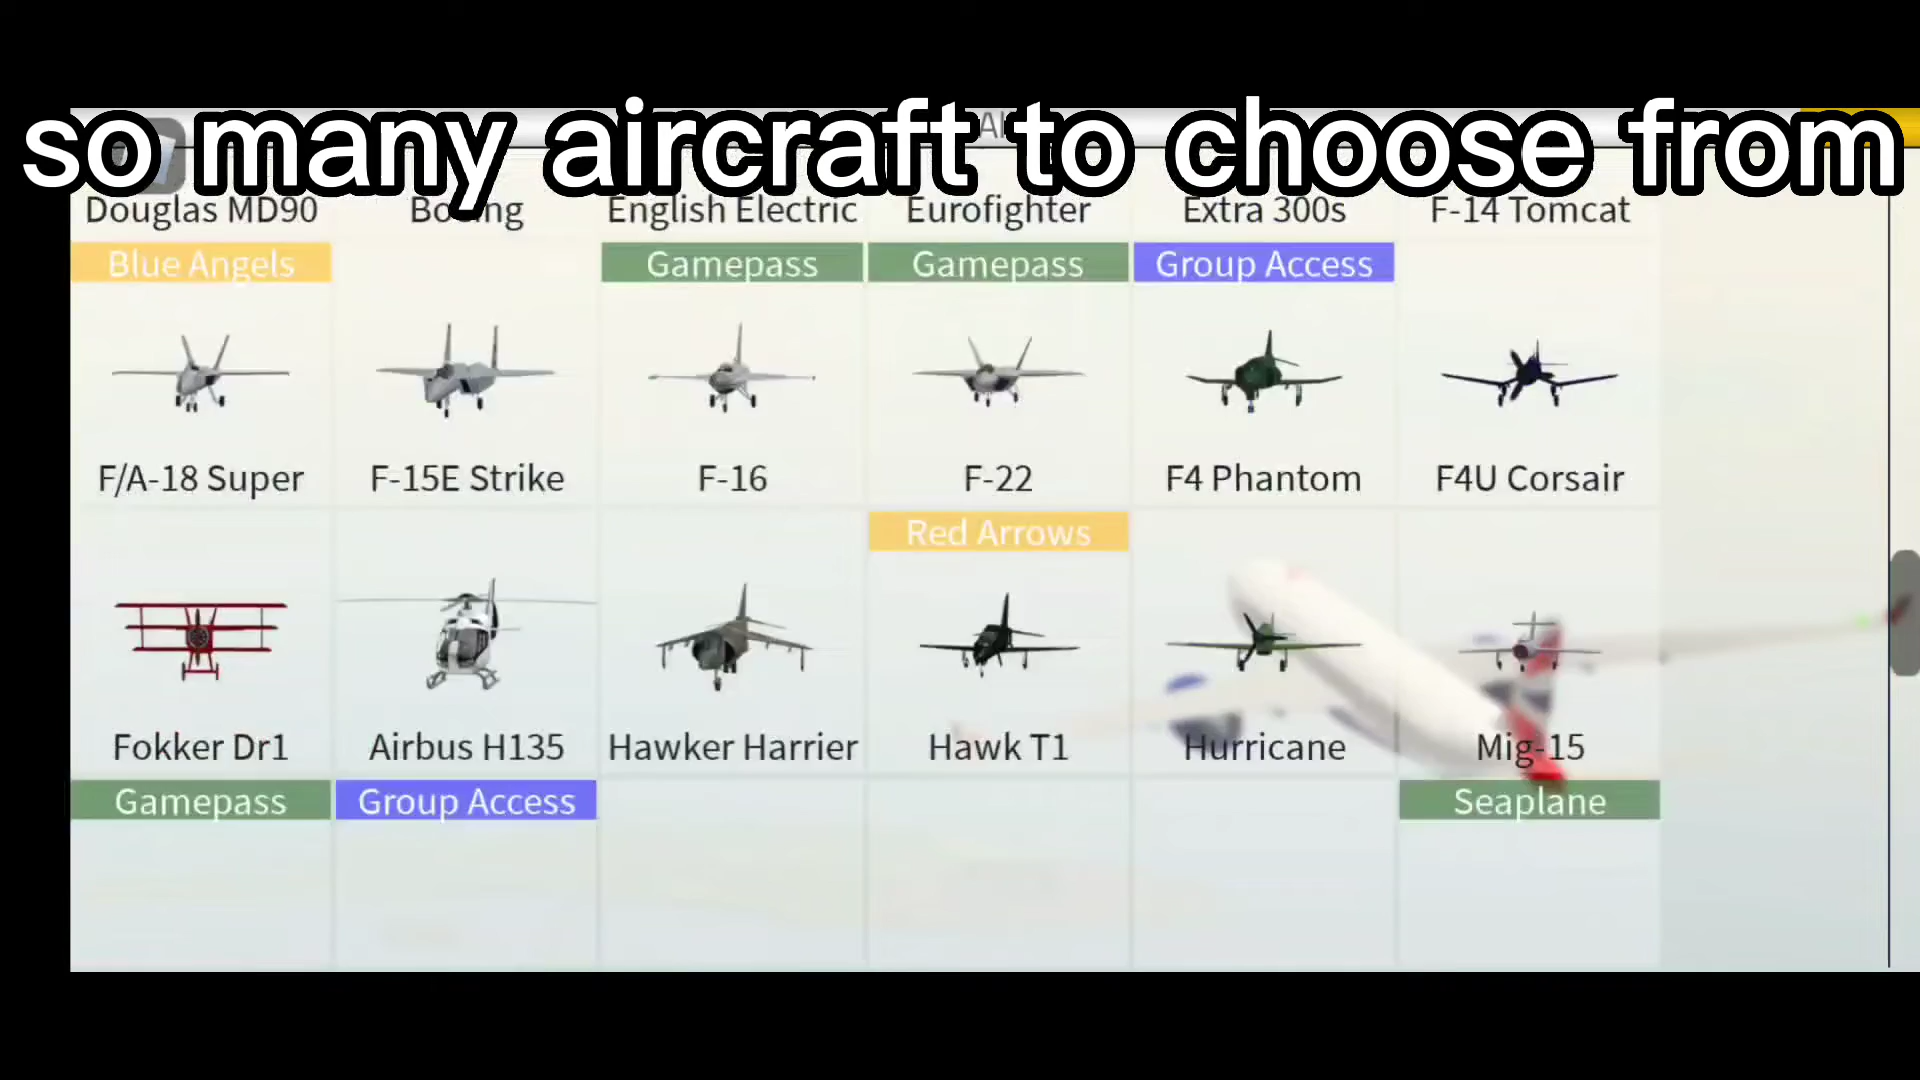 so many aircraft to choose from
Douglas MD90 English Electric Eurofighter Extra 300s F-14 Tomcat
Blue Angels Gamepass Gamepass Group Access
F/A-18 Super F-15E Strike F-16 F-22 F4 Phantom F4U Corsair
Red Arrows
Fokker Dr1 Airbus H135 Hawker Harrier Hawk T1 Hurricane Mig-15
Gamepass Group Access Seaplane